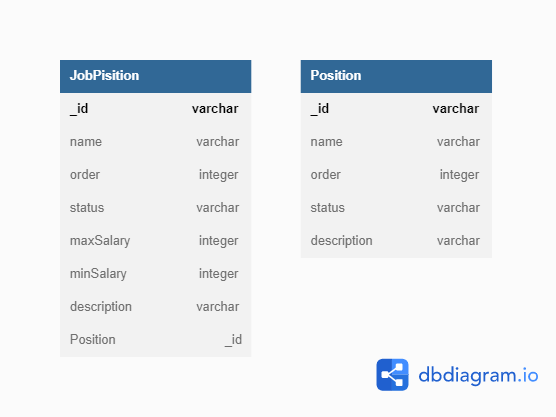 JobPisition
_id varchar
name varchar
order integer
status varchar
maxSalary integer
minSalary integer
description varchar
Position _id
Position
_id varchar
name varchar
order integer
status varchar
description varchar
dbdiagram.io